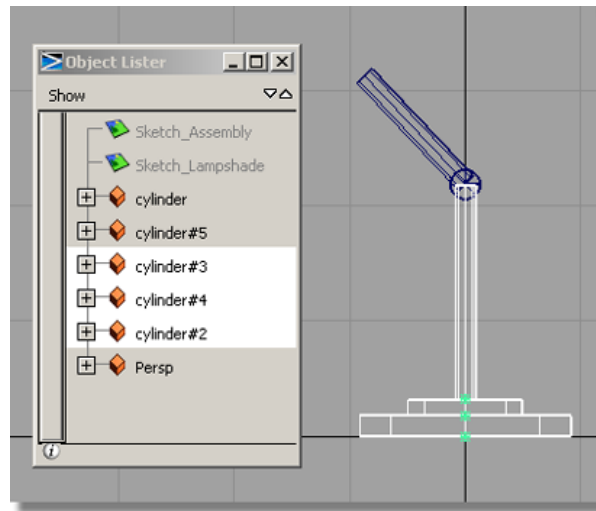 Object Lister
Show
Sketch_Assembly
Sketch_Lampshade
cylinder
cylinder#5
cylinder#3
cylinder#4
cylinder#2
Persp